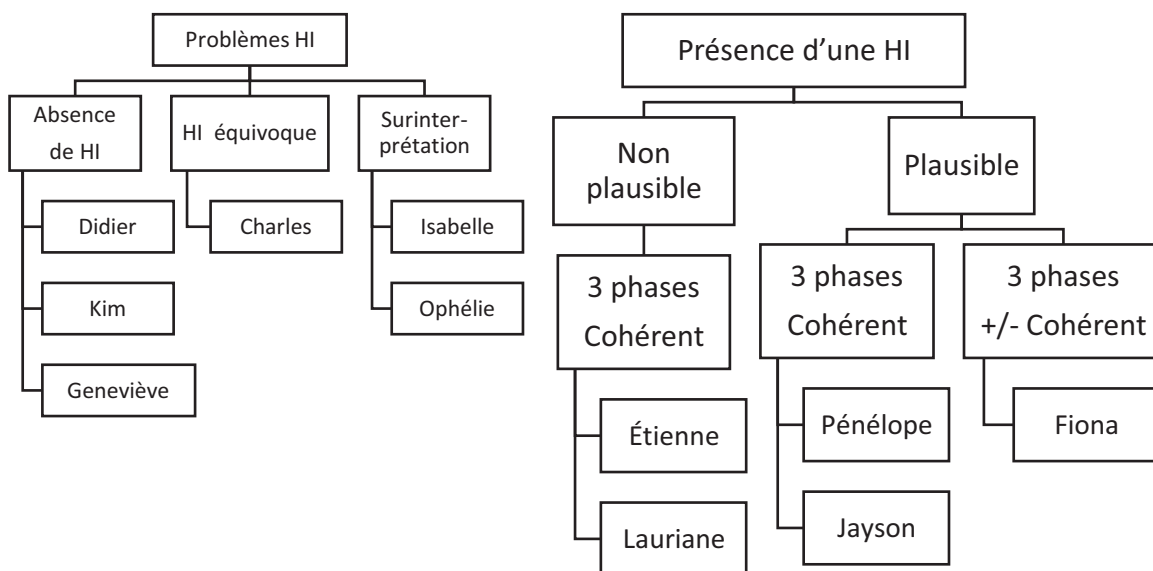 Problèmes HI
Absence
de HI
HI équivoque
Surinter-
prétation
Didier
Charles
Isabelle
Kim
Ophélie
Geneviève
Présence d’une HI
Non
plausible
Plausible
3 phases
Cohérent
3 phases
Cohérent
3 phases
+/- Cohérent
Étienne
Pénélope
Fiona
Lauriane
Jayson